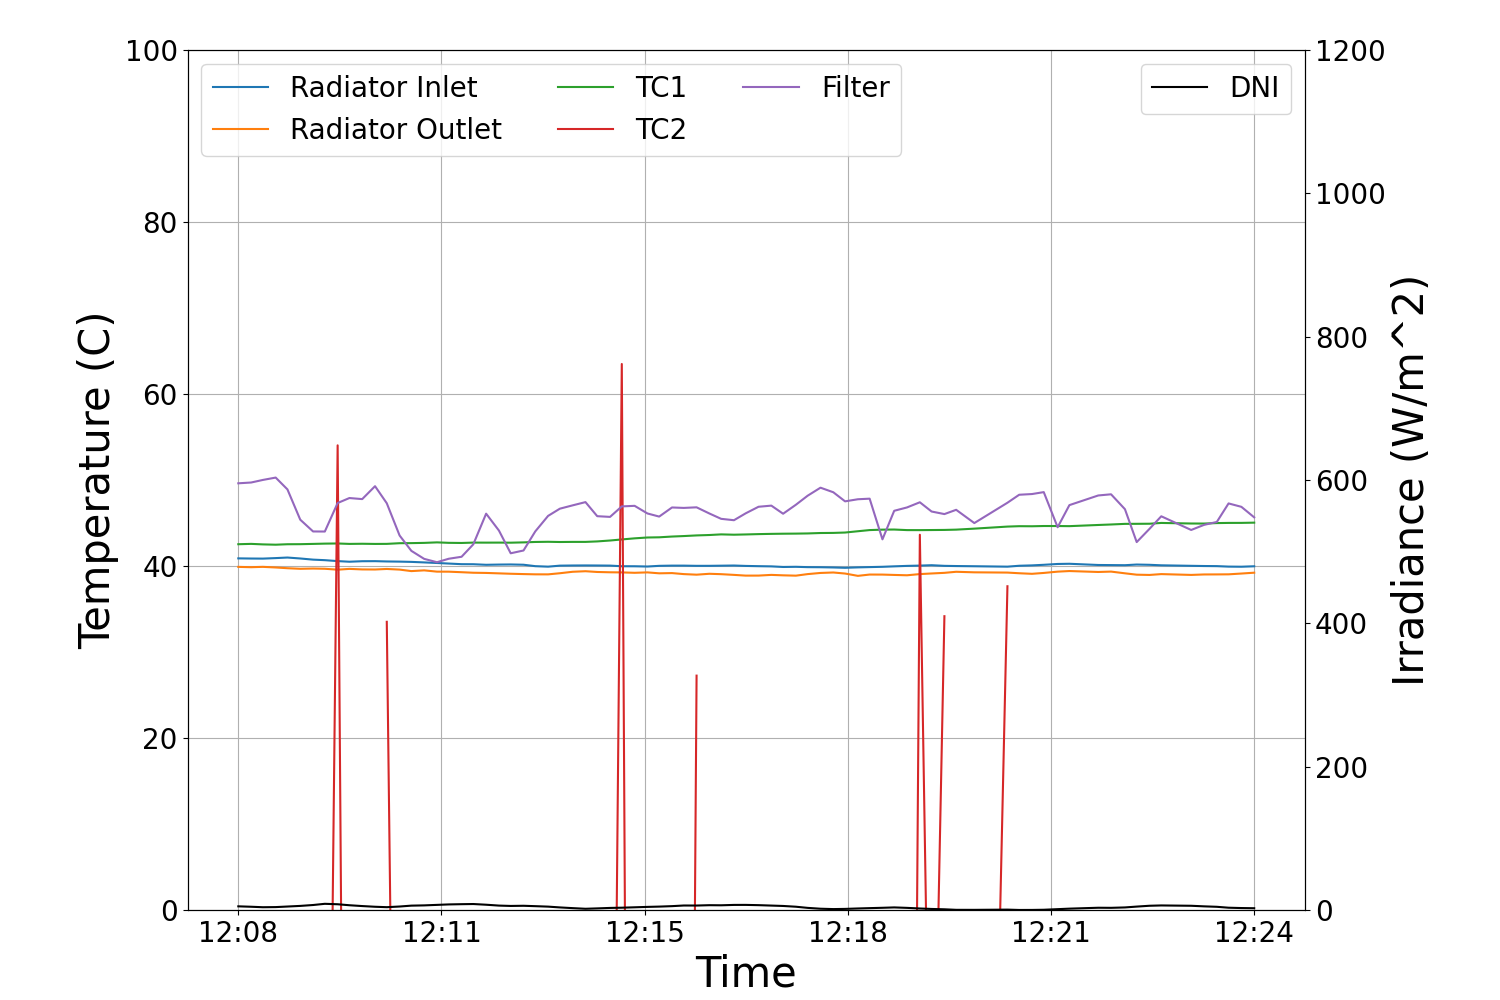 100
80
60
40
20
0
Temperature (C)
Radiator Inlet
Radiator Outlet
TC1
TC2
Filter
DNI
1200
1000
800
600
400
200
0
Irradiance (W/m^2)
12:08 12:11 12:15 12:18 12:21 12:24
Time